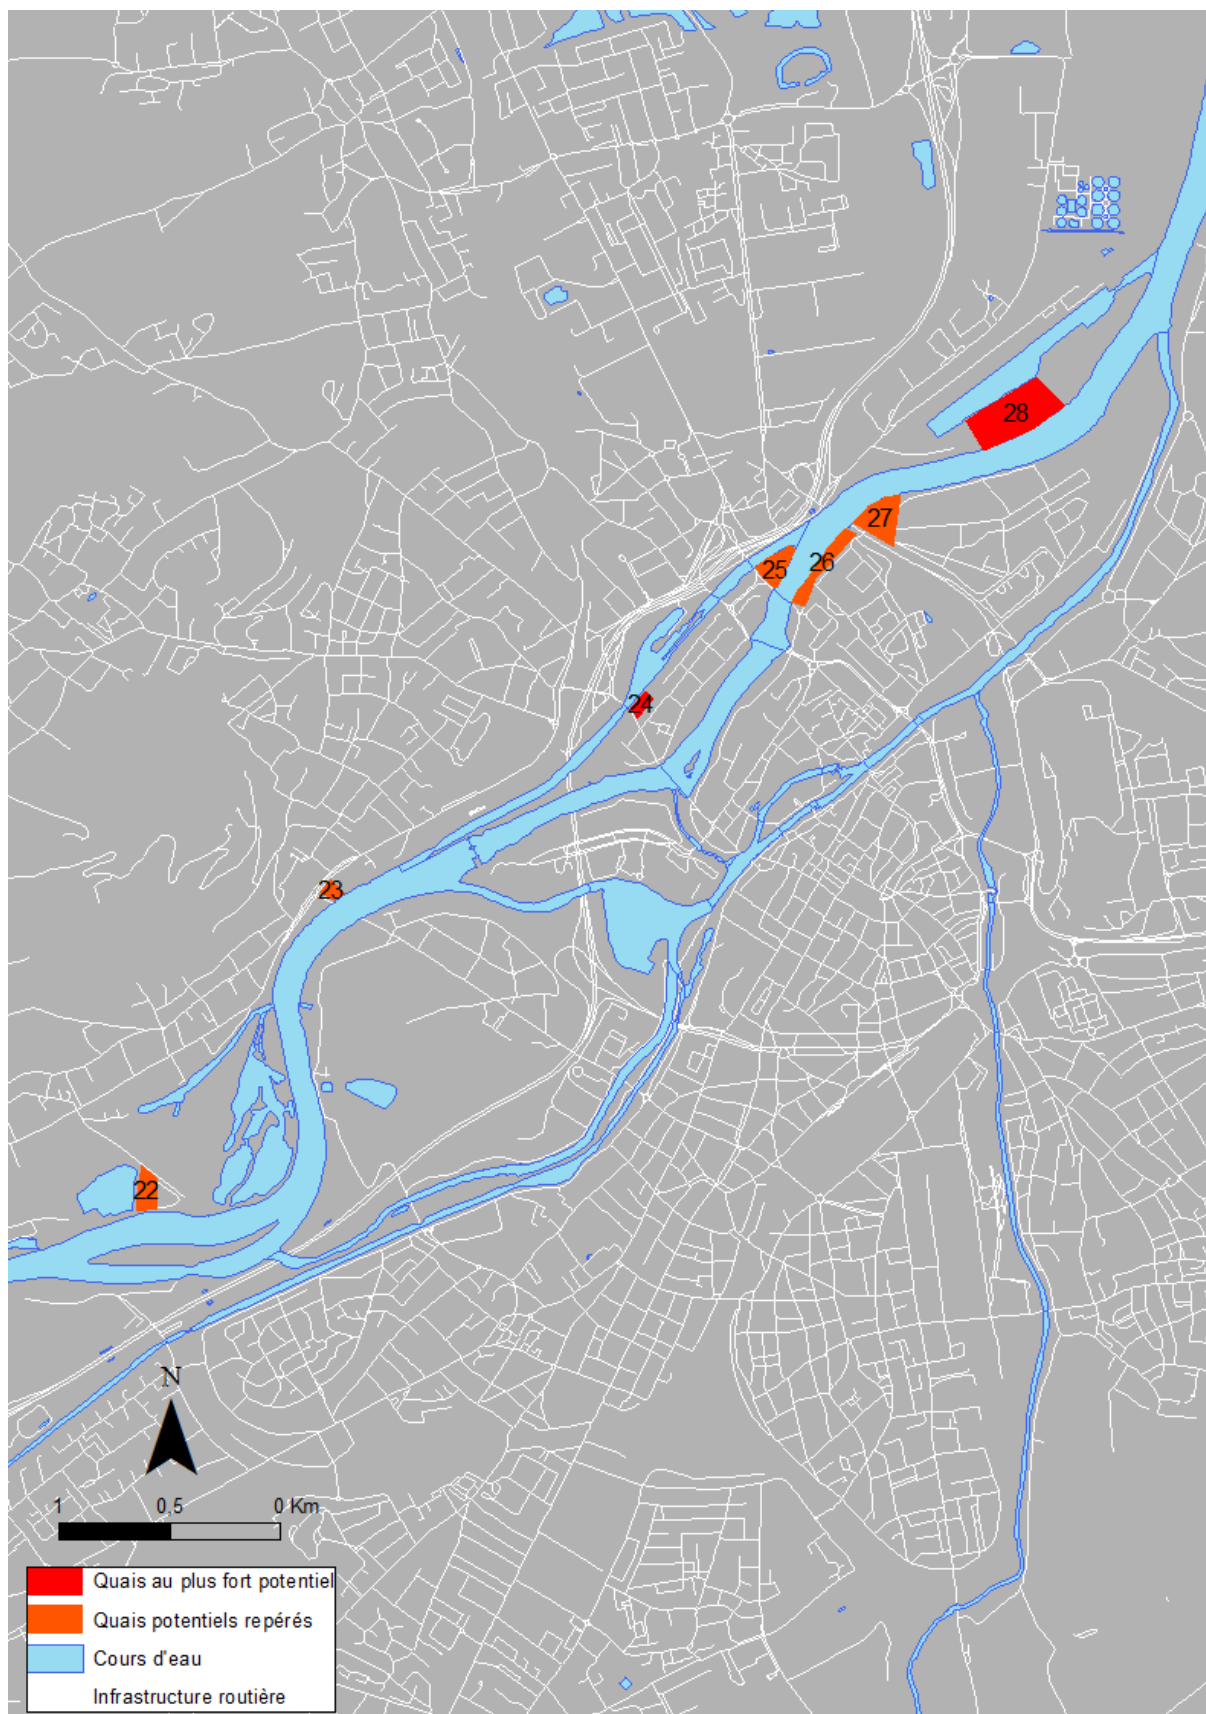 28
27
26
25
24
23
22
N
1 0,5 0 Km
Quais au plus fort potentiel
Quais potentiels repérés
Cours d'eau
Infrastructure routière